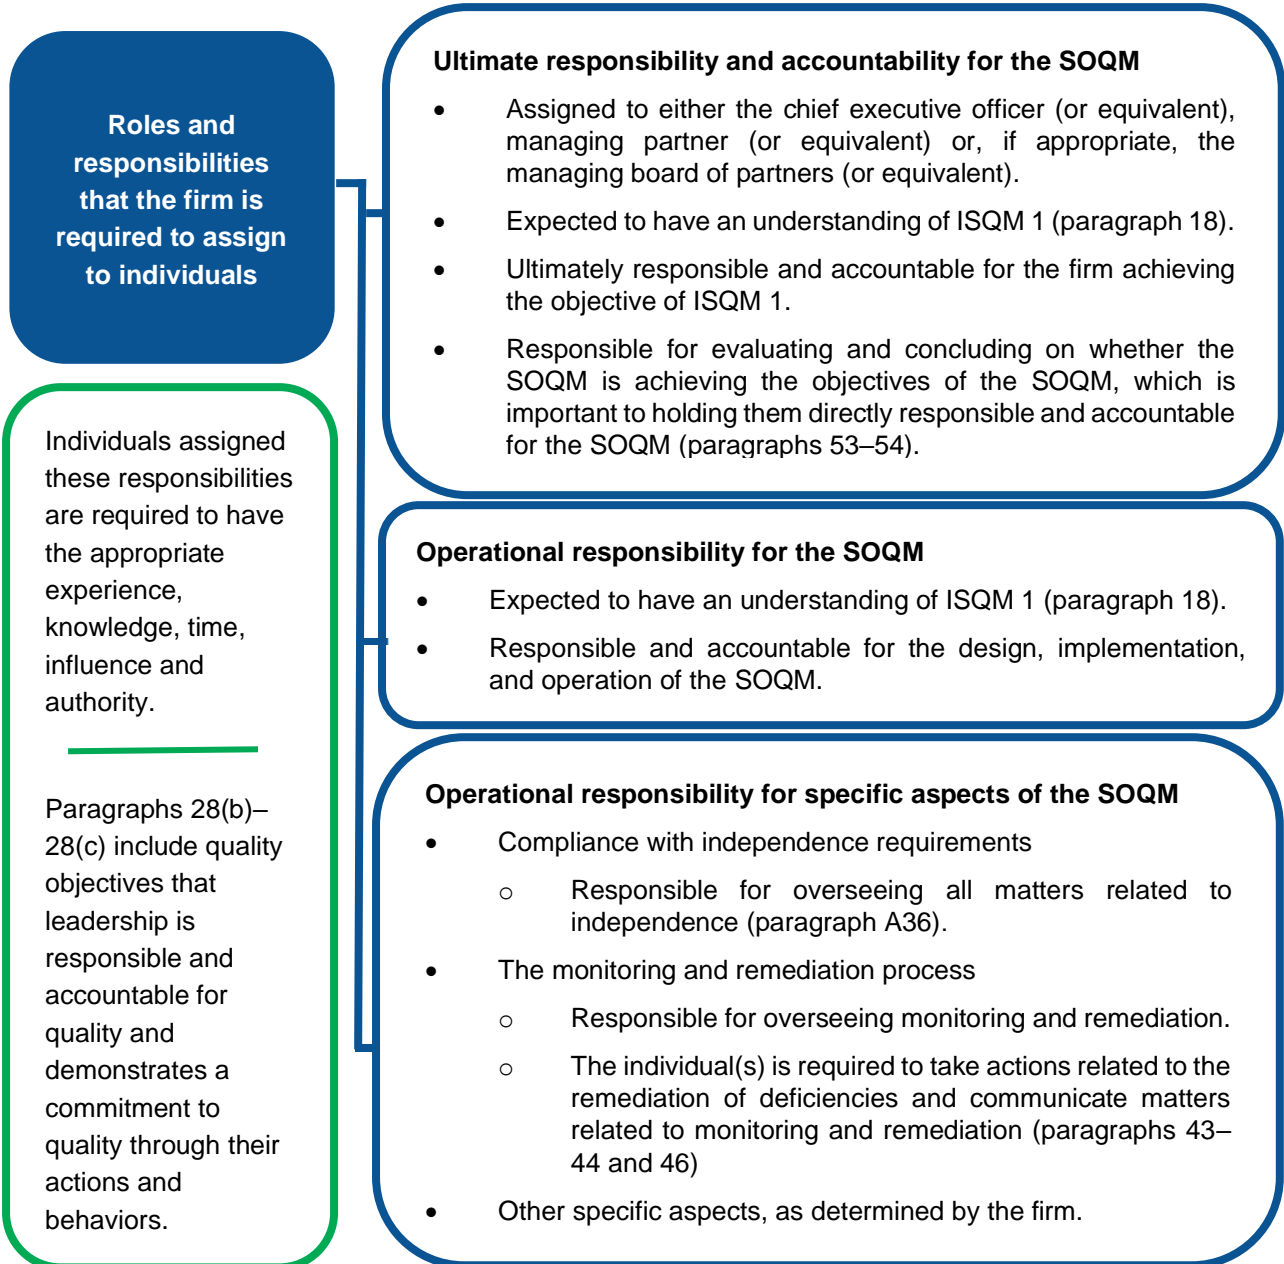 Roles and
responsibilities
that the firm is
required to assign
to individuals
Individuals assigned
these responsibilities
are required to have
the appropriate
experience,
knowledge, time,
influence and
authority.
Paragraphs 28(b)–
28(c) include quality
objectives that
leadership is
responsible and
accountable for
quality and
demonstrates a
commitment to
quality through their
actions and
behaviors.
Ultimate responsibility and accountability for the SOQM
• Assigned to either the chief executive officer (or equivalent),
managing partner (or equivalent) or, if appropriate, the
managing board of partners (or equivalent).
• Expected to have an understanding of ISQM 1 (paragraph 18).
• Ultimately responsible and accountable for the firm achieving
the objective of ISQM 1.
• Responsible for evaluating and concluding on whether the
SOQM is achieving the objectives of the SOQM, which is
important to holding them directly responsible and accountable
for the SOQM (paragraphs 53–54).
Operational responsibility for the SOQM
• Expected to have an understanding of ISQM 1 (paragraph 18).
• Responsible and accountable for the design, implementation,
and operation of the SOQM.
Operational responsibility for specific aspects of the SOQM
• Compliance with independence requirements
o Responsible for overseeing all matters related to
independence (paragraph A36).
• The monitoring and remediation process
o Responsible for overseeing monitoring and remediation.
o The individual(s) is required to take actions related to the
remediation of deficiencies and communicate matters
related to monitoring and remediation (paragraphs 43–
44 and 46)
• Other specific aspects, as determined by the firm.